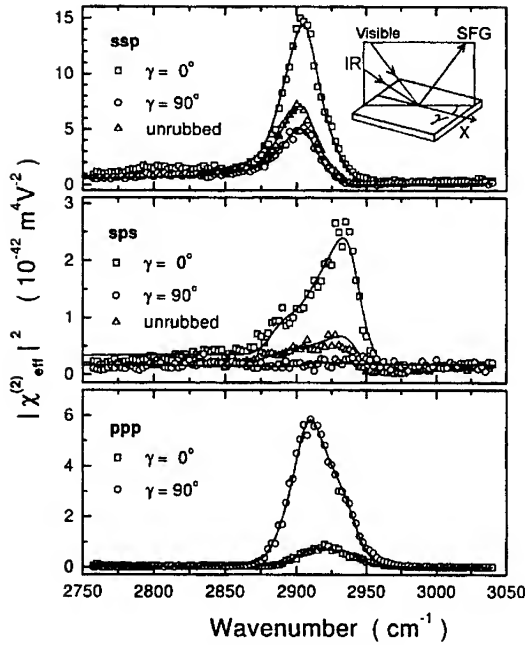 15
10
5
0
ssp
γ = 0°
γ = 90°
unrubbed
Visible
SFG
IR
γ
X
3
2
1
0
sps
γ = 0°
γ = 90°
unrubbed
6
4
2
0
ppp
γ = 0°
γ = 90°
2750 2800 2850 2900 2950 3000 3050
Wavenumber ( cm⁻¹ )
| χ⁽²⁾eff |² ( 10⁻⁴² m⁴V⁻² )